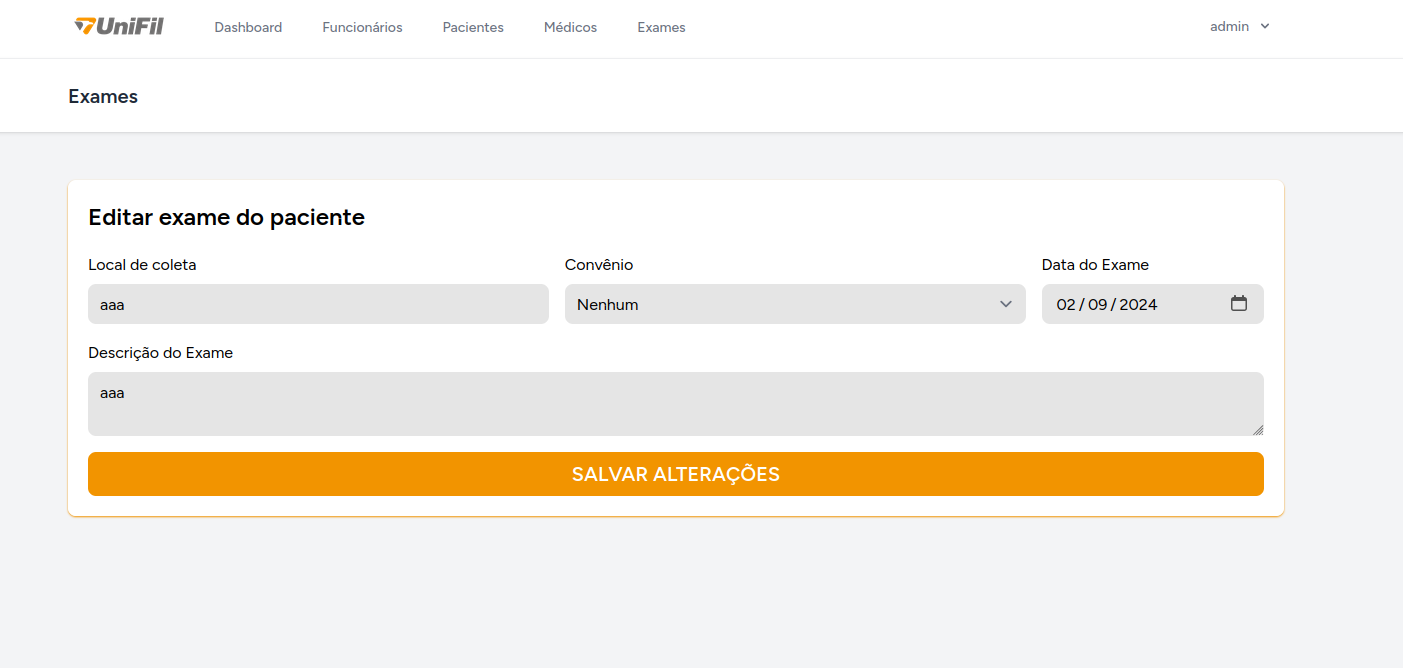 UniFil Dashboard Funcionários Pacientes Médicos Exames admin
Exames
Editar exame do paciente
Local de coleta Convênio Data do Exame
aaa Nenhum 02 / 09 / 2024
Descrição do Exame
aaa
SALVAR ALTERAÇÕES